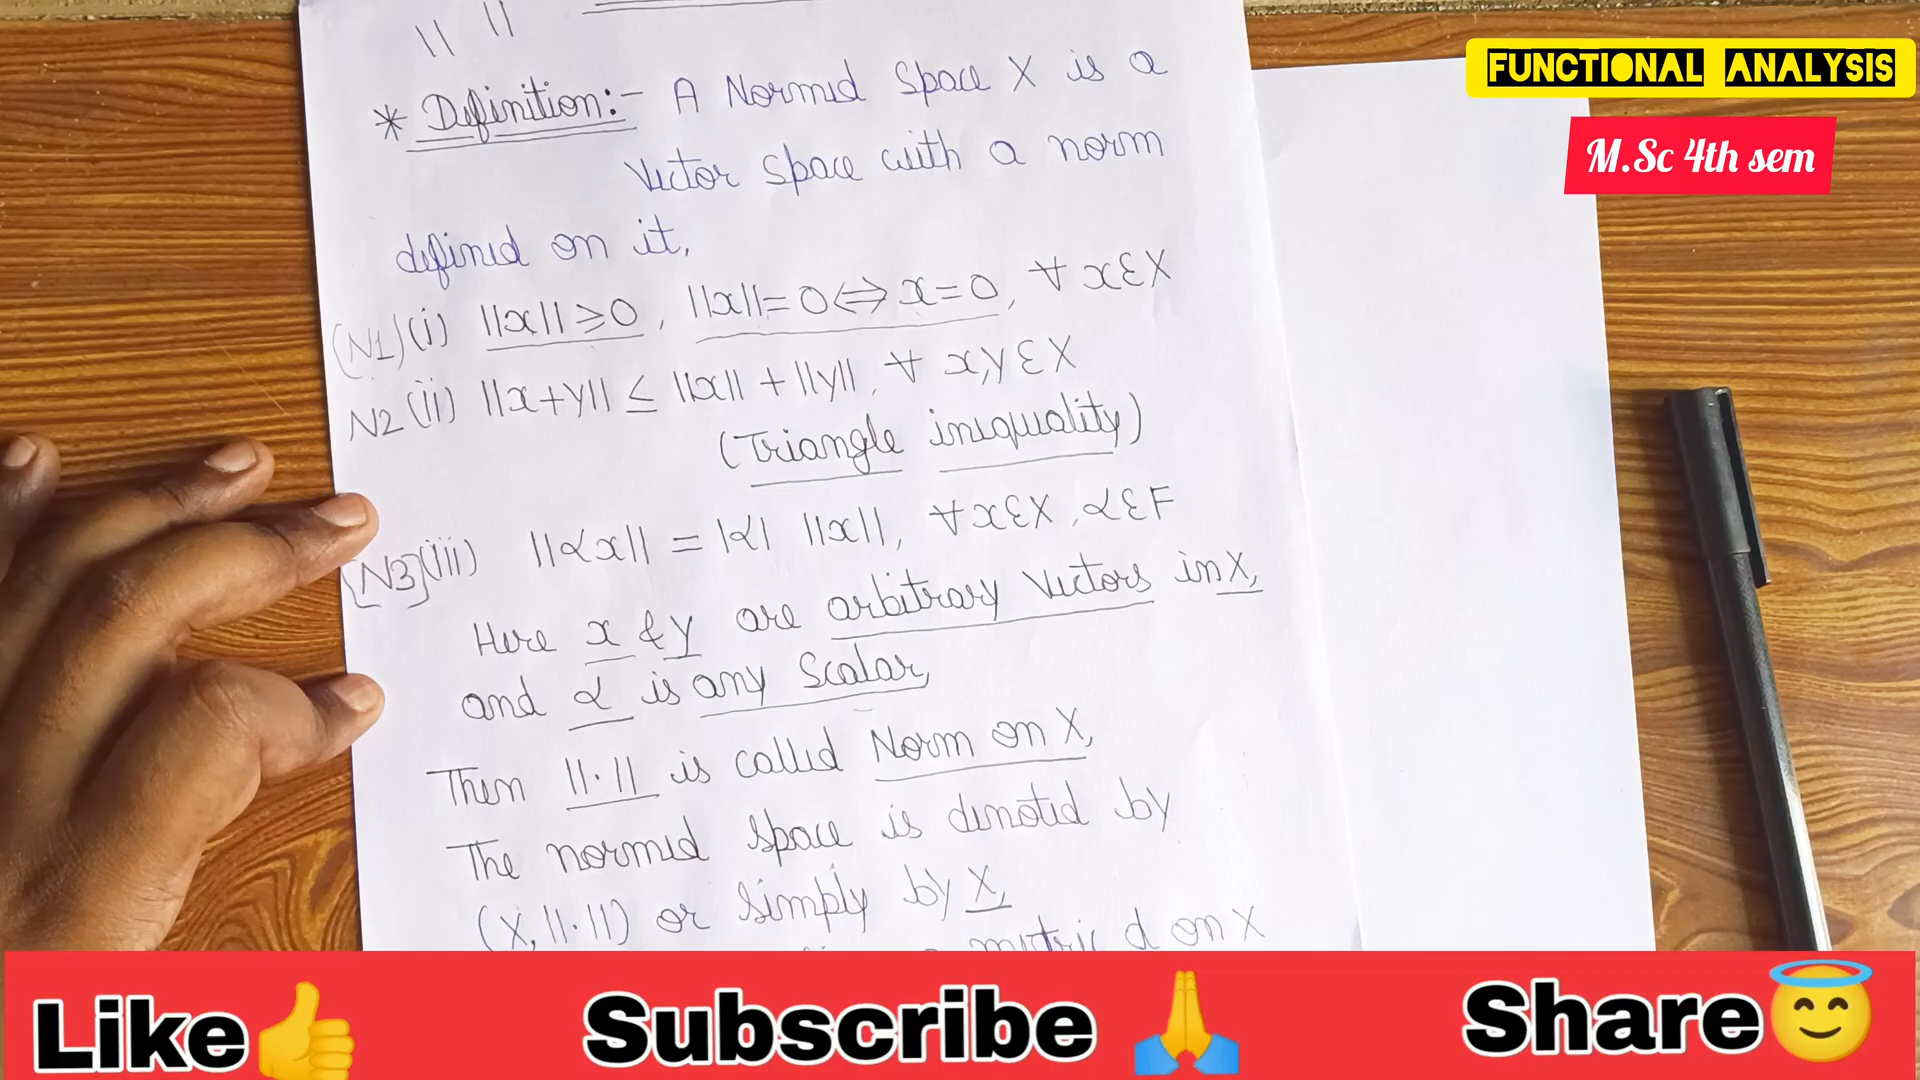 || ||
* Definition:- A Normed Space X is a
Vector space with a norm
defined on it,
(N1) (i) ||x|| ≥ 0, ||x|| = 0 ⇔ x = 0, ∀ x ∈ X
N2 (ii) ||x+y|| ≤ ||x|| + ||y||, ∀ x,y ∈ X
(Triangle inequality)
(N3) (iii) ||αx|| = |α| ||x||, ∀ x ∈ X, α ∈ F
Here x & y are arbitrary vectors in X,
and α is any Scalar,
Then ||·|| is called Norm on X,
The normed space is denoted by
(X, ||·||) or simply by X,
metric d on X
FUNCTIONAL ANALYSIS
M.Sc 4th sem
Like👍 Subscribe 🙏 Share😇